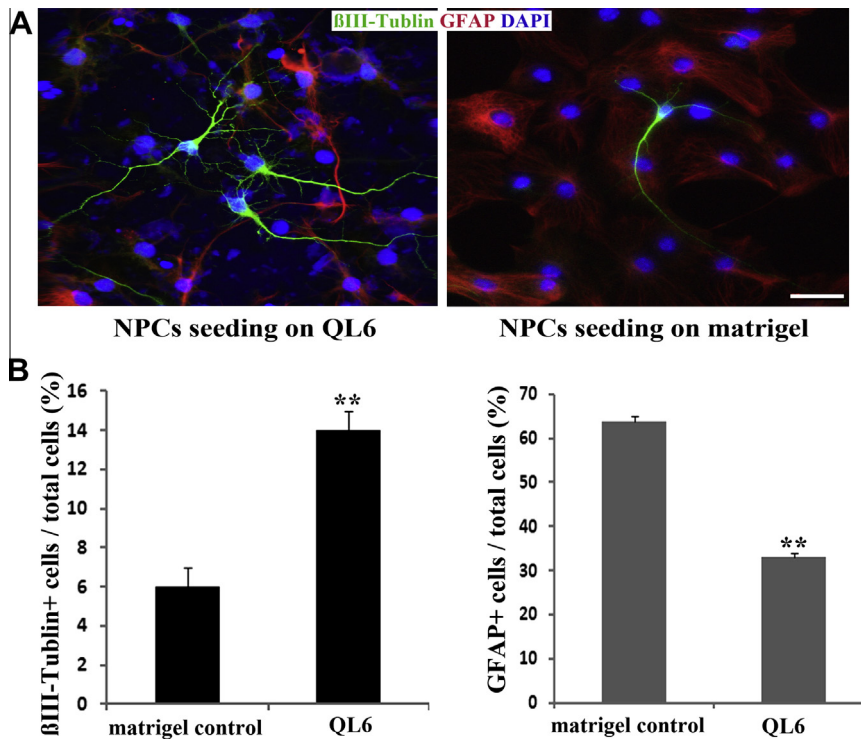 A
ßIII-Tublin GFAP DAPI
NPCs seeding on QL6
NPCs seeding on matrigel
B
ßIII-Tublin+ cells / total cells (%)
16
14
12
10
8
6
4
2
0
**
matrigel control
QL6
GFAP+ cells / total cells (%)
70
60
50
40
30
20
10
0
**
matrigel control
QL6